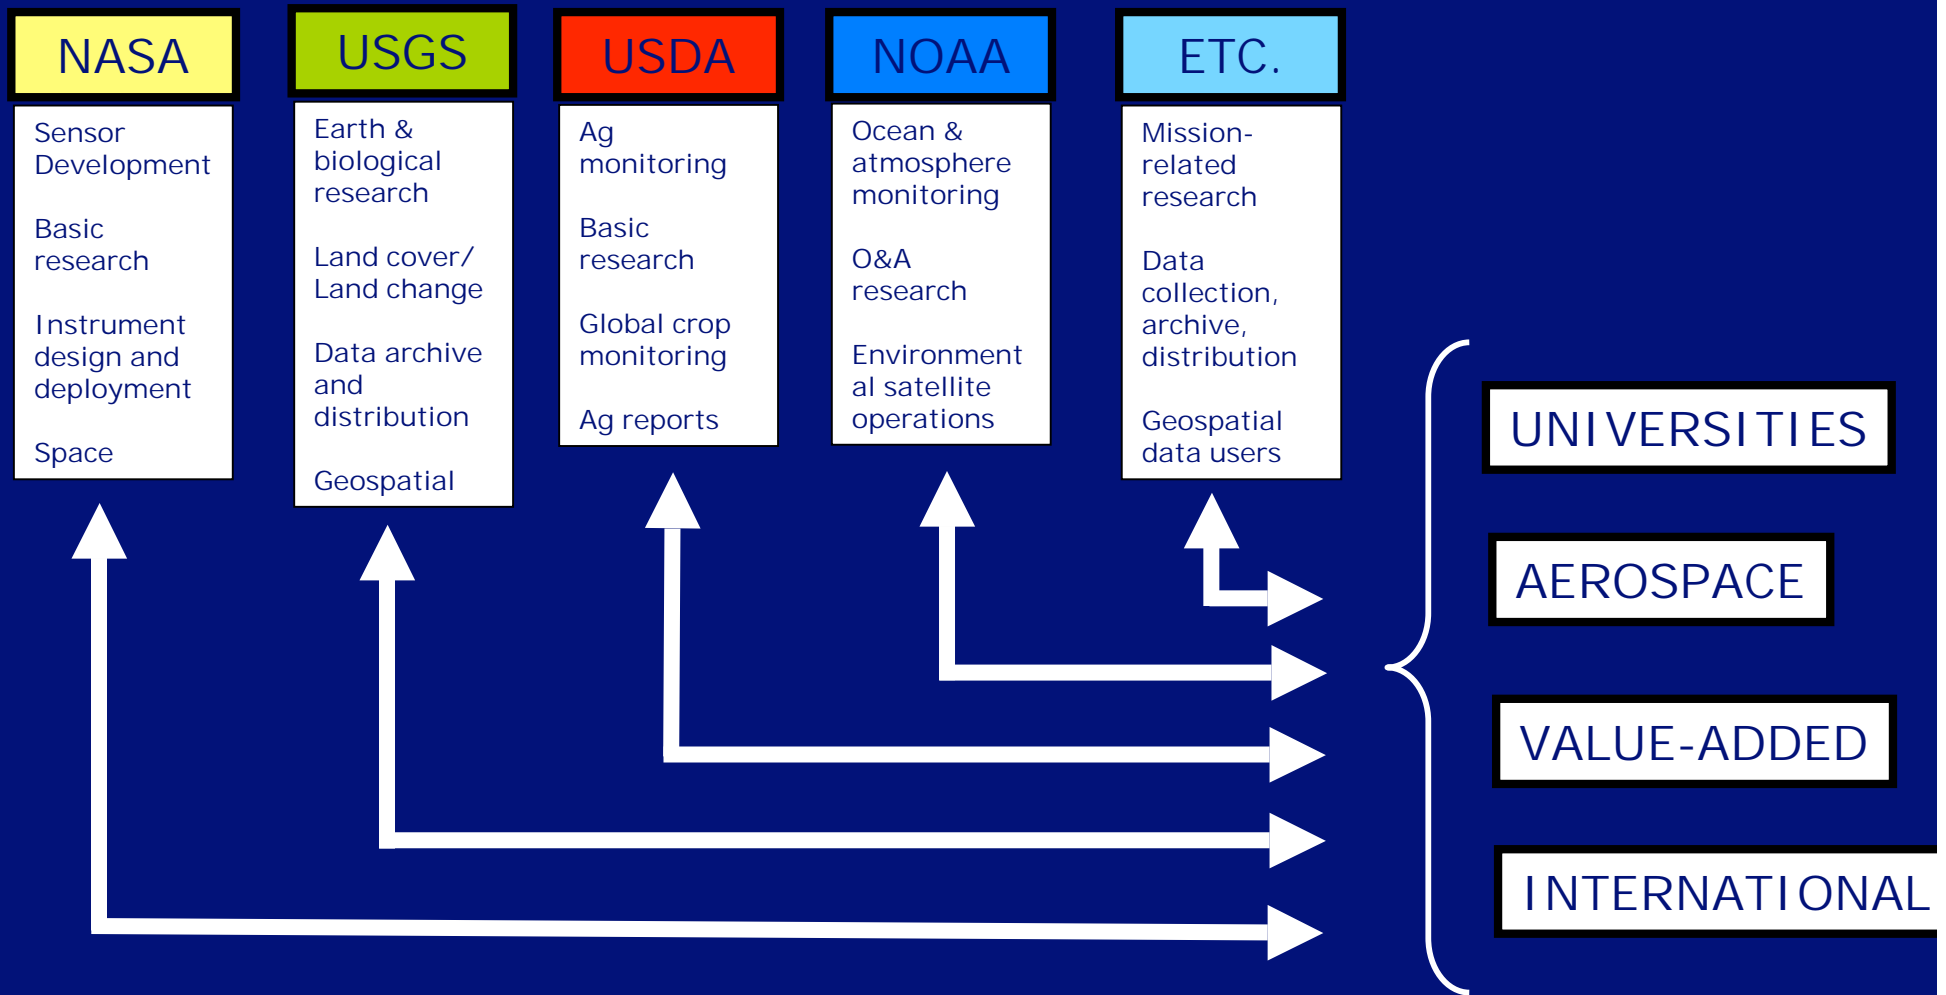 NASA
USGS
USDA
NOAA
ETC.
Sensor
Development
Basic
research
Instrument
design and
deployment
Space
Earth &
biological
research
Land cover/
Land change
Data archive
and
distribution
Geospatial
Ag
monitoring
Basic
research
Global crop
monitoring
Ag reports
Ocean &
atmosphere
monitoring
O&A
research
Environment
al satellite
operations
Mission-
related
research
Data
collection,
archive,
distribution
Geospatial
data users
UNIVERSITIES
AEROSPACE
VALUE-ADDED
INTERNATIONAL